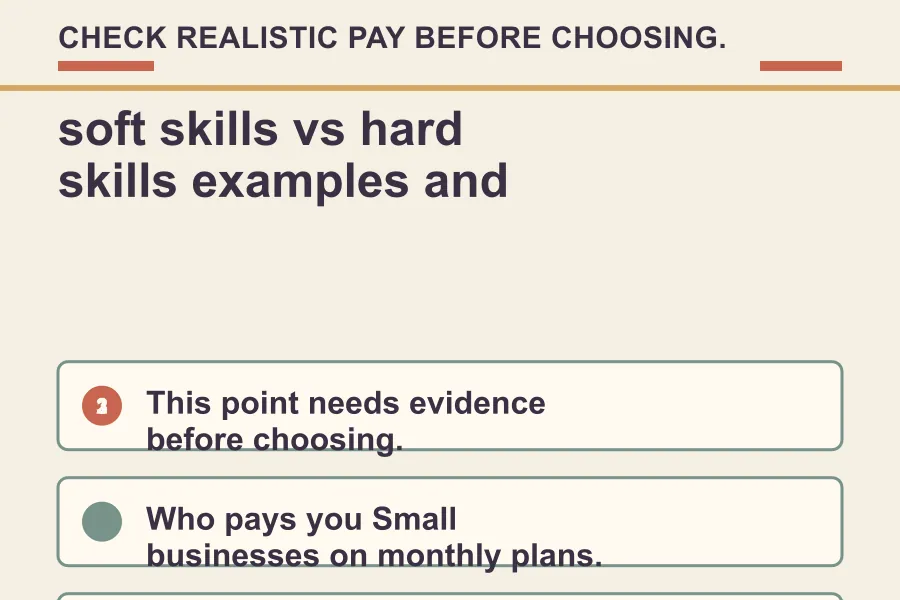 CHECK REALISTIC PAY BEFORE CHOOSING.
soft skills vs hard
skills examples and
This point needs evidence
before choosing.
Who pays you Small
businesses on monthly plans.